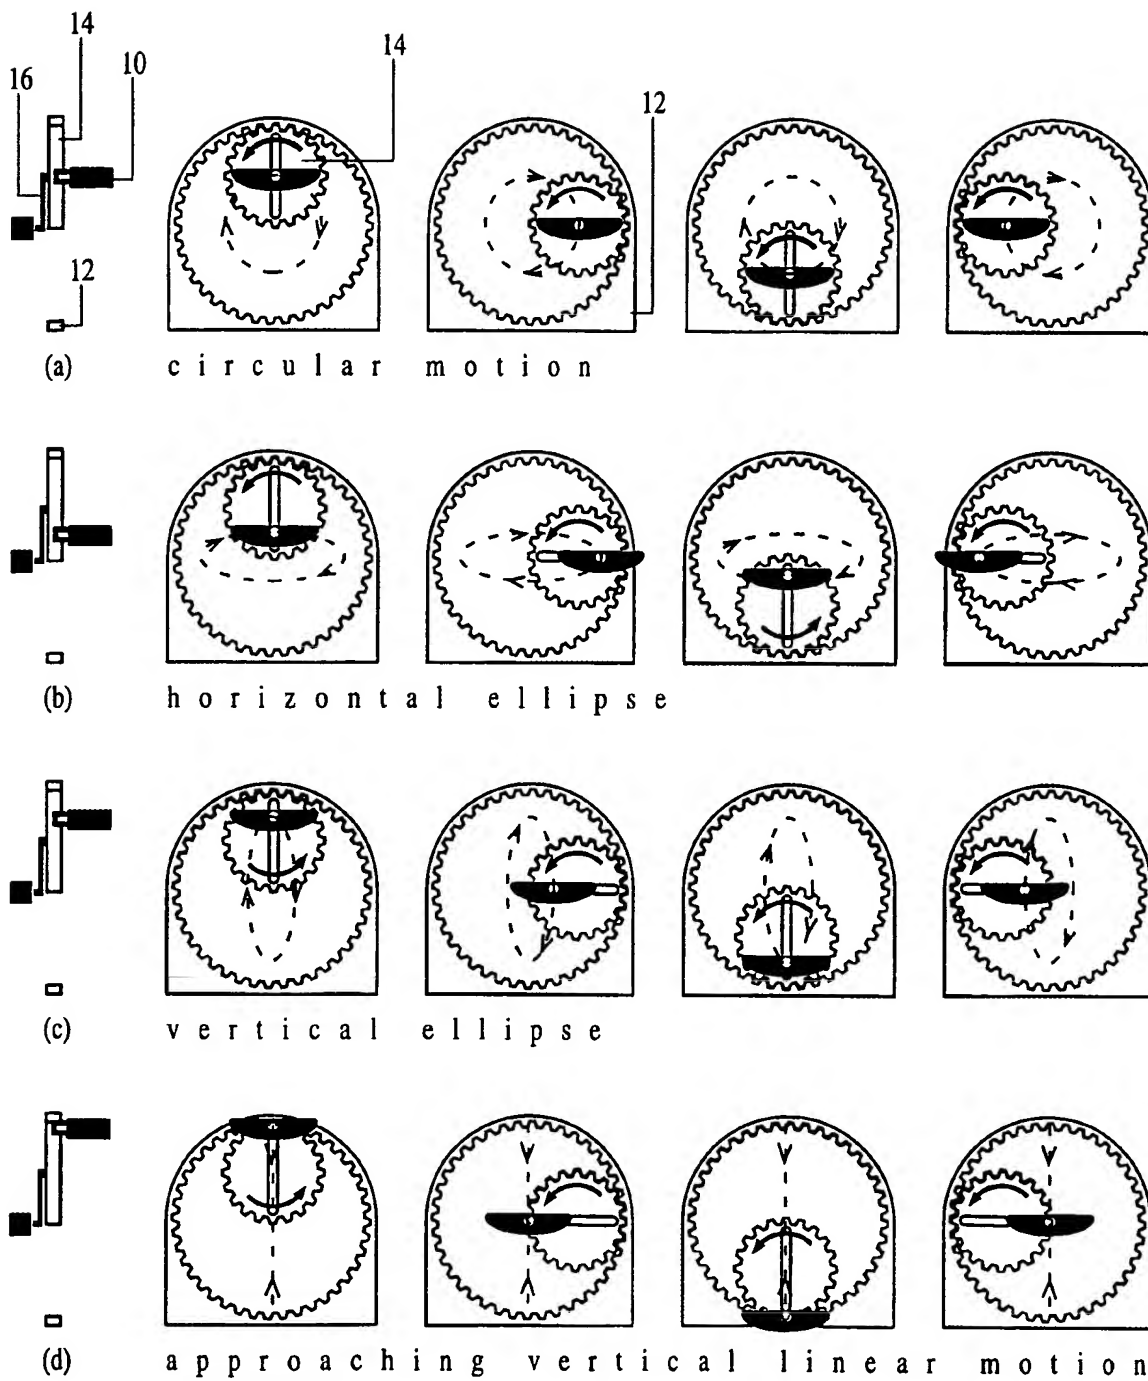 14
16
10
14
12
12
(a) circular motion
(b) horizontal ellipse
(c) vertical ellipse
(d) approaching vertical linear motion